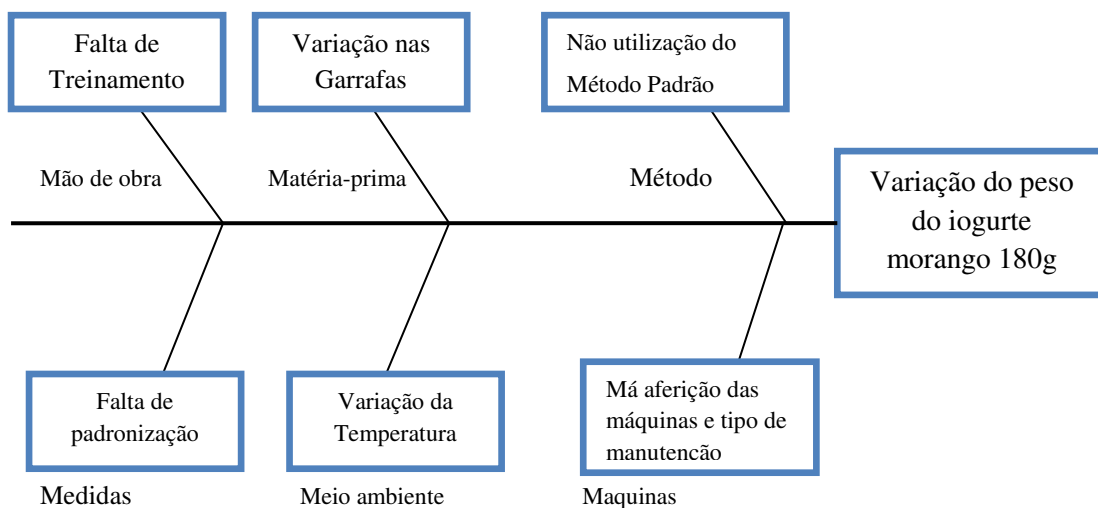 Falta de
Treinamento
Variação nas
Garrafas
Não utilização do
Método Padrão
Mão de obra
Matéria-prima
Método
Variação do peso
do iogurte
morango 180g
Falta de
padronização
Variação da
Temperatura
Má aferição das
máquinas e tipo de
manutencão
Medidas
Meio ambiente
Maquinas